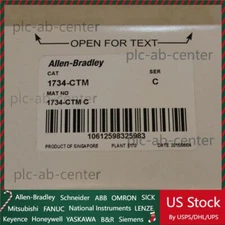 plc-ab-center
OPEN FOR TEXT
Allen-Bradley
CAT
SER
1734-CTM
C
MAT NO
1734-CTM C
10612598325983
PRODUCT OF SINGAPORE
plc-ab-center
Allen-Bradley Schneider ABB OMRON SICK
Mitsubishi FANUC National Instruments LENZE
Keyence Honeywell YASKAWA B&R Siemens
US Stock
By USPS/DHL/UPS